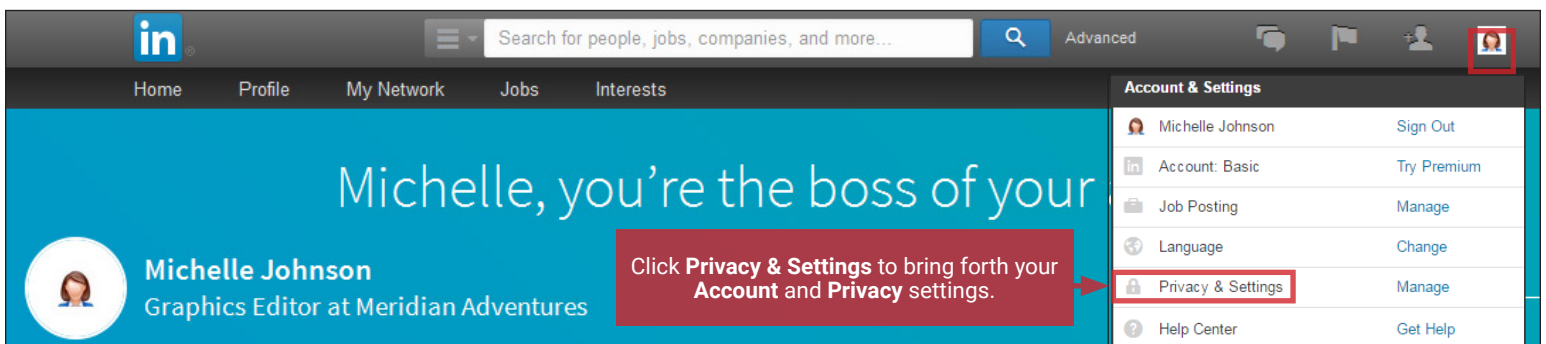 in
Search for people, jobs, companies, and more...
Advanced
Home Profile My Network Jobs Interests
Account & Settings
Michelle Johnson Sign Out
in Account: Basic Try Premium
Job Posting Manage
Language Change
Privacy & Settings Manage
Help Center Get Help
Michelle, you’re the boss of your
Michelle Johnson
Graphics Editor at Meridian Adventures
Click Privacy & Settings to bring forth your
Account and Privacy settings.